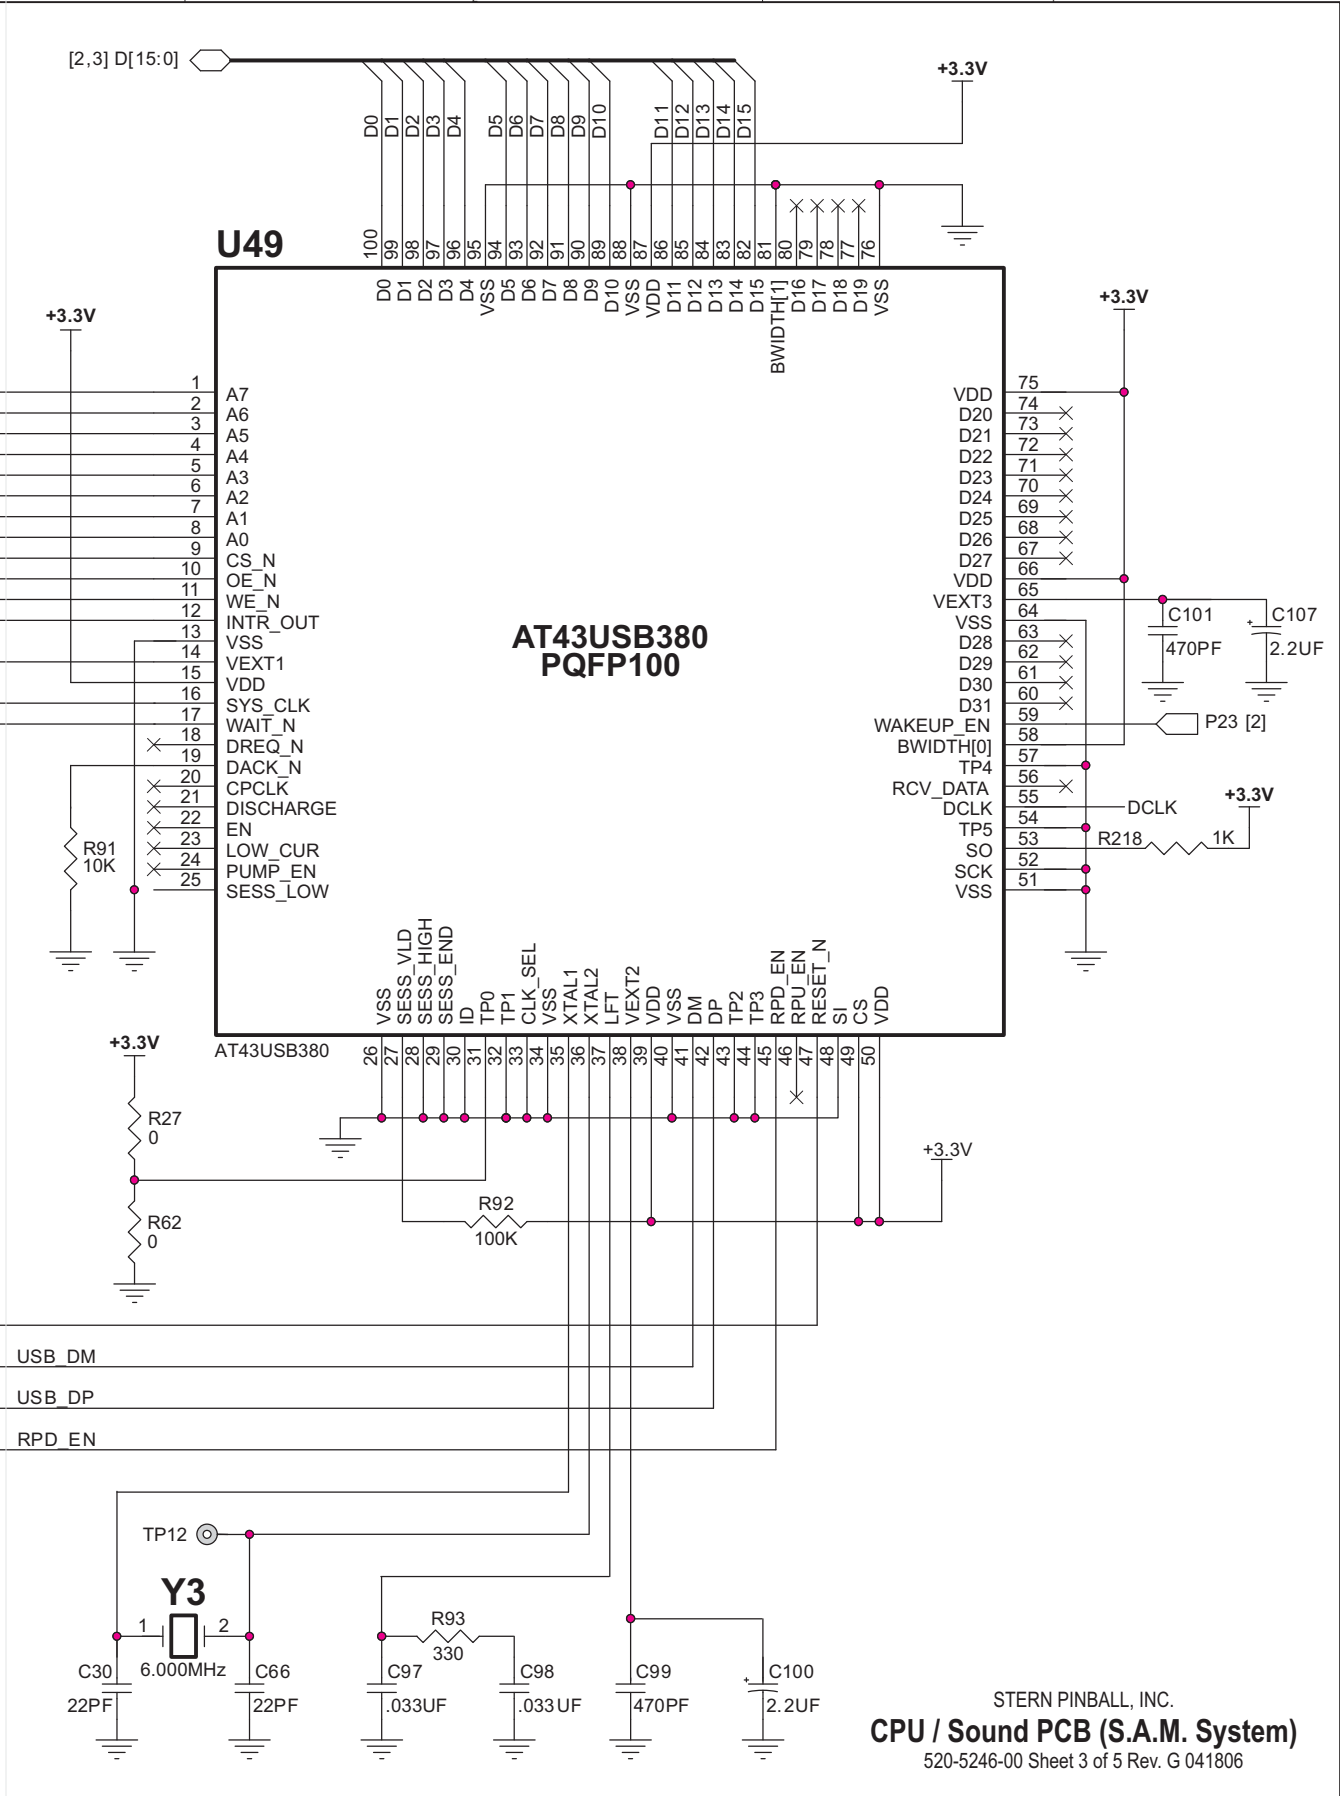 [2,3] D[15:0]
+3.3V
D0
D1
D2
D3
D4
D5
D6
D7
D8
D9
D10
D11
D12
D13
D14
D15
U49
100
99
98
97
96
95
94
93
92
91
90
89
88
87
86
85
84
83
82
81
80
79
78
77
76
D0
D1
D2
D3
D4
VSS
D5
D6
D7
D8
D9
D10
VSS
VDD
D11
D12
D13
D14
D15
BWIDTH[1]
D16
D17
D18
D19
VSS
+3.3V
+3.3V
1 A7
2 A6
3 A5
4 A4
5 A3
6 A2
7 A1
8 A0
9 CS_N
10 OE_N
11 WE_N
12 INTR_OUT
13 VSS
14 VEXT1
15 VDD
16 SYS_CLK
17 WAIT_N
18 DREQ_N
19 DACK_N
20 CPCLK
21 DISCHARGE
22 EN
23 LOW_CUR
24 PUMP_EN
25 SESS_LOW
AT43USB380
PQFP100
VDD 75
D20 74
D21 73
D22 72
D23 71
D24 70
D25 69
D26 68
D27 67
VDD 66
VEXT3 65
VSS 64
D28 63
D29 62
D30 61
D31 60
WAKEUP_EN 59
BWIDTH[0] 58
TP4 57
RCV_DATA 56
DCLK 55
TP5 54
SO 53
SCK 52
VSS 51
C101
470PF
C107
+
2.2UF
P23 [2]
DCLK
+3.3V
R218
1K
R91
10K
VSS
SESS_VLD
SESS_HIGH
SESS_END
ID
TP0
TP1
CLK_SEL
VSS
XTAL1
XTAL2
LFT
VEXT2
VDD
VSS
DM
DP
TP2
TP3
RPD_EN
RPU_EN
RESET_N
SI
CS
VDD
AT43USB380
26
27
28
29
30
31
32
33
34
35
36
37
38
39
40
41
42
43
44
45
46
47
48
49
50
+3.3V
R27
0
R62
0
R92
100K
+3.3V
USB_DM
USB_DP
RPD_EN
TP12
Y3
1
2
6.000MHz
C30
22PF
C66
22PF
R93
330
C97
.033UF
C98
.033UF
C99
470PF
C100
+
2.2UF
STERN PINBALL, INC.
CPU / Sound PCB (S.A.M. System)
520-5246-00 Sheet 3 of 5 Rev. G 041806